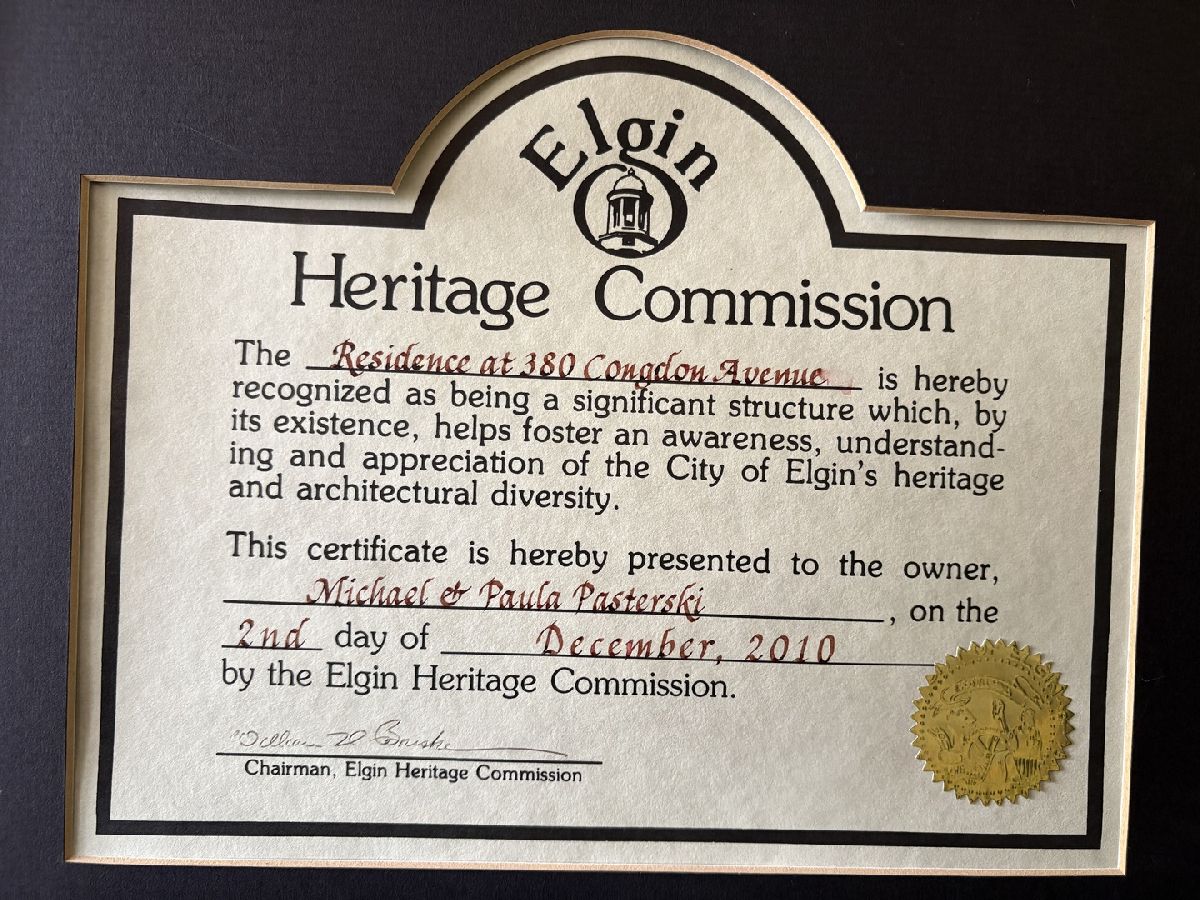 Elgin
Heritage Commission
The Residence at 380 Congdon Avenue is hereby
recognized as being a significant structure which, by
its existence, helps foster an awareness, understand-
ing and appreciation of the City of Elgin's heritage
and architectural diversity.
This certificate is hereby presented to the owner,
Michael & Paula Pasterski, on the
2nd day of December, 2010
by the Elgin Heritage Commission.
William D
Chairman, Elgin Heritage Commission